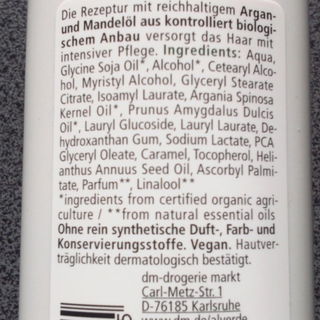 Die Rezeptur mit reichhaltigem Argan-
und Mandelöl aus kontrolliert biologi-
schem Anbau versorgt das Haar mit
intensiver Pflege. Ingredients: Aqua,
Glycine Soja Oil*, Alcohol*, Cetearyl Alco-
hol, Myristyl Alcohol, Glyceryl Stearate
Citrate, Isoamyl Laurate, Argania Spinosa
Kernel Oil*, Prunus Amygdalus Dulcis
Oil*, Lauryl Glucoside, Lauryl Laurate, De-
hydroxanthan Gum, Sodium Lactate, PCA
Glyceryl Oleate, Caramel, Tocopherol, Heli-
anthus Annuus Seed Oil, Ascorbyl Palmi-
tate, Parfum**, Linalool**
*ingredients from certified organic agri-
culture / **from natural essential oils
Ohne rein synthetische Duft-, Farb- und
Konservierungsstoffe. Vegan. Hautver-
träglichkeit dermatologisch bestätigt.
dm-drogerie markt
Carl-Metz-Str. 1
D-76185 Karlsruhe
www.dm.de/alverde